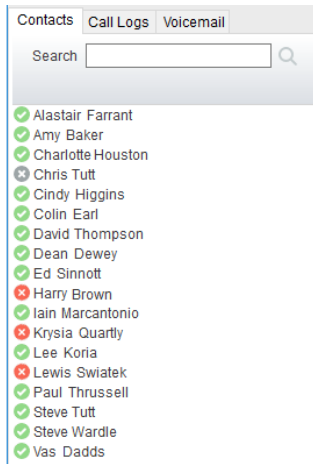 Contacts Call Logs Voicemail
Search
Alastair Farrant
Amy Baker
Charlotte Houston
Chris Tutt
Cindy Higgins
Colin Earl
David Thompson
Dean Dewey
Ed Sinnott
Harry Brown
Iain Marcantonio
Krysia Quartly
Lee Koria
Lewis Swiatek
Paul Thrussell
Steve Tutt
Steve Wardle
Vas Dadds